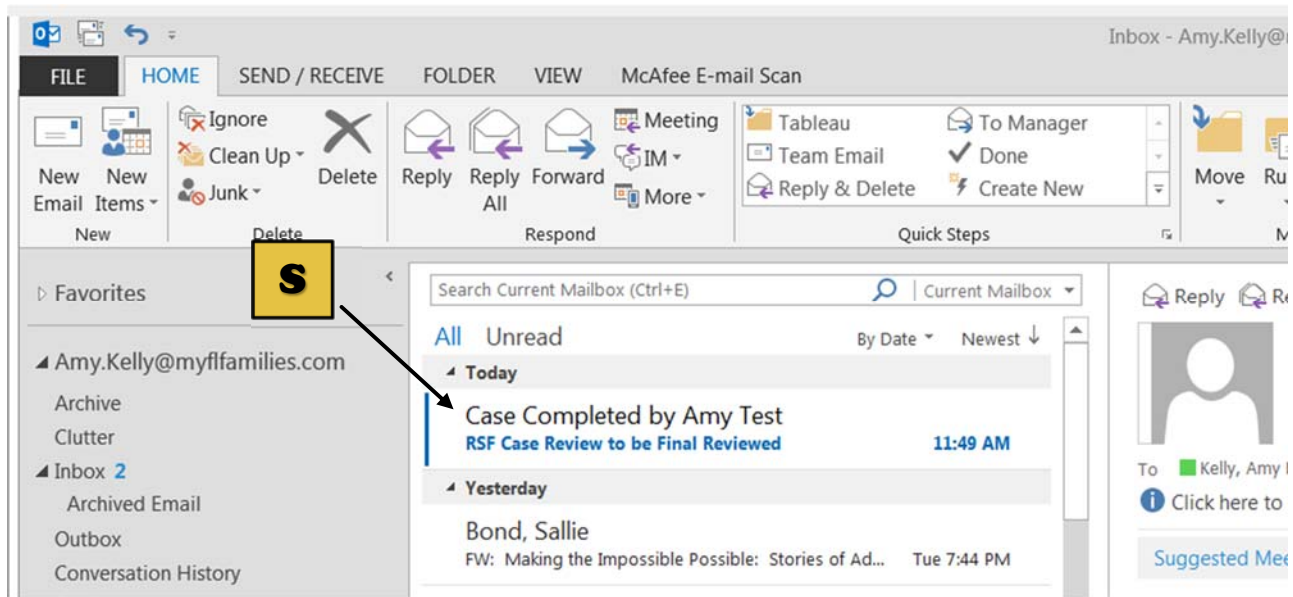 Inbox - Amy.Kelly@
FILE HOME SEND / RECEIVE FOLDER VIEW McAfee E-mail Scan
New Email
New Items
Ignore
Clean Up
Junk
Delete
Reply
Reply All
Forward
Meeting
IM
More
Tableau
Team Email
Reply & Delete
To Manager
Done
Create New
Move
Ru
New Delete Respond Quick Steps M
S
Favorites
Amy.Kelly@myflfamilies.com
Archive
Clutter
Inbox 2
Archived Email
Outbox
Conversation History
Search Current Mailbox (Ctrl+E) Current Mailbox
All Unread By Date Newest
Today
Case Completed by Amy Test
RSF Case Review to be Final Reviewed 11:49 AM
Yesterday
Bond, Sallie
FW: Making the Impossible Possible: Stories of Ad... Tue 7:44 PM
Reply Re
To Kelly, Amy
Click here to
Suggested Mee